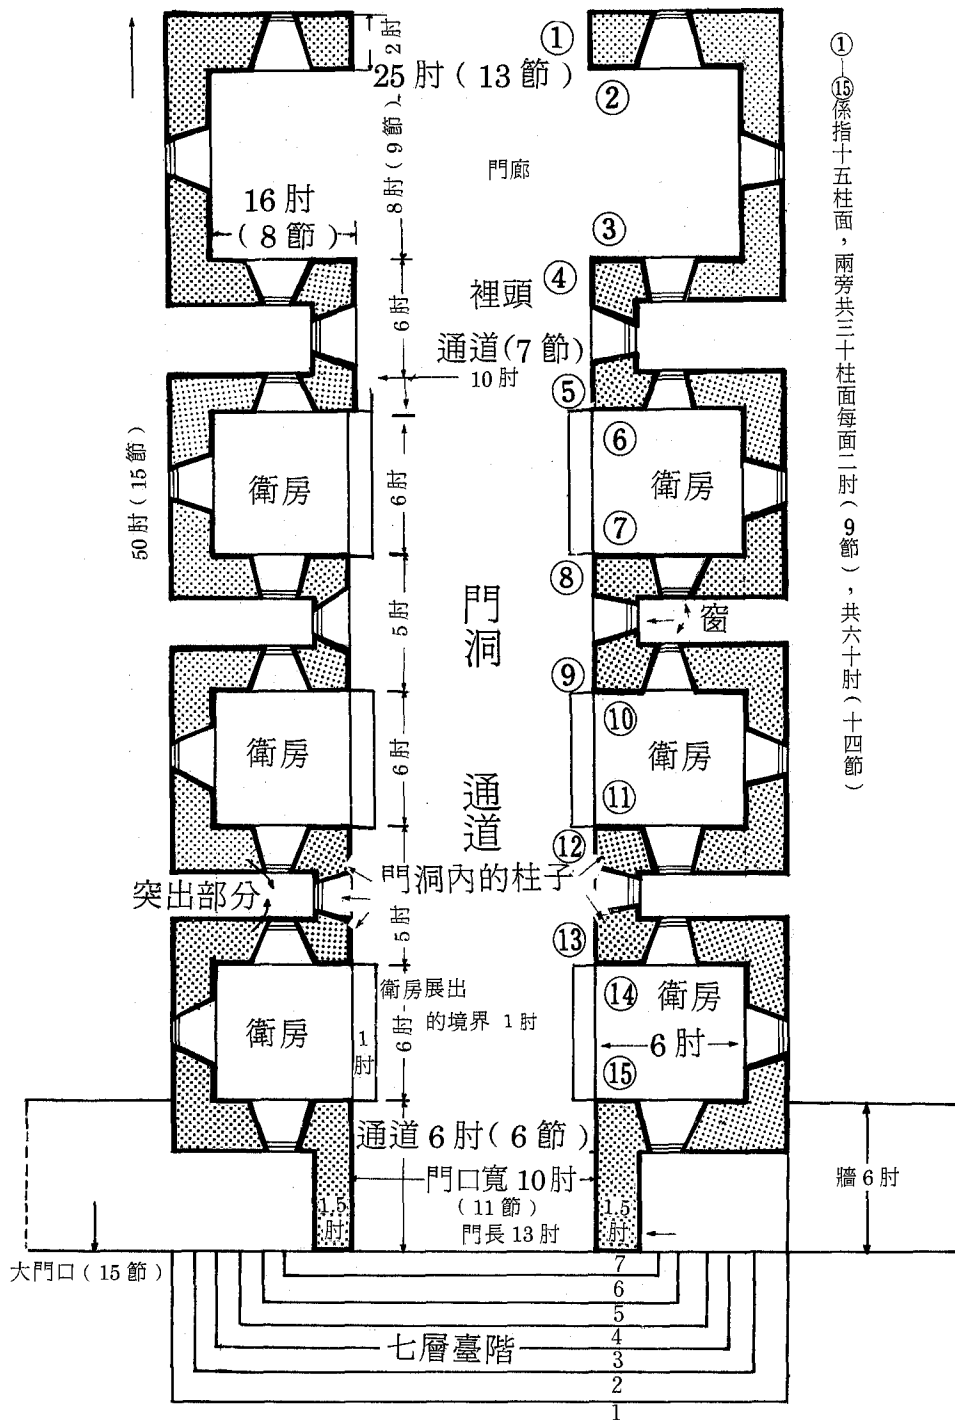 ①
2肘
25肘(13節)
②
8肘(9節)
門廊
16肘
(8節)
③
④
裡頭
6肘
通道(7節)
10肘
⑤
⑥
衛房
衛房
6肘
50肘(15節)
⑦
⑧
門洞
窗
5肘
⑨
⑩
衛房
衛房
6肘
通道
⑪
⑫
門洞內的柱子
突出部分
5肘
⑬
衛房展出
的境界 1肘
⑭
衛房
衛房
1肘
6肘
6肘
⑮
通道6肘(6節)
門口寬10肘
(11節)
門長13肘
1.5肘
1.5肘
牆6肘
大門口(15節)
7
6
5
4
七層臺階
3
2
1
①—⑮係指十五柱面,兩旁共三十柱面每面二肘(9節),共六十肘(十四節)